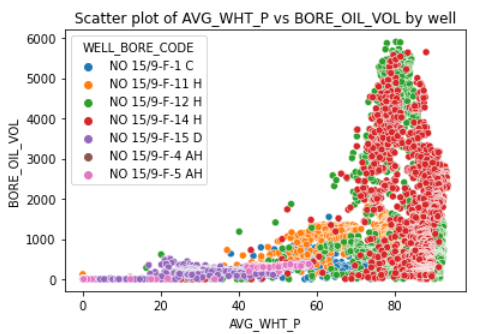 Scatter plot of AVG_WHT_P vs BORE_OIL_VOL by well
WELL_BORE_CODE
NO 15/9-F-1 C
NO 15/9-F-11 H
NO 15/9-F-12 H
NO 15/9-F-14 H
NO 15/9-F-15 D
NO 15/9-F-4 AH
NO 15/9-F-5 AH
BORE_OIL_VOL
6000
5000
4000
3000
2000
1000
0
0
20
40
60
80
AVG_WHT_P